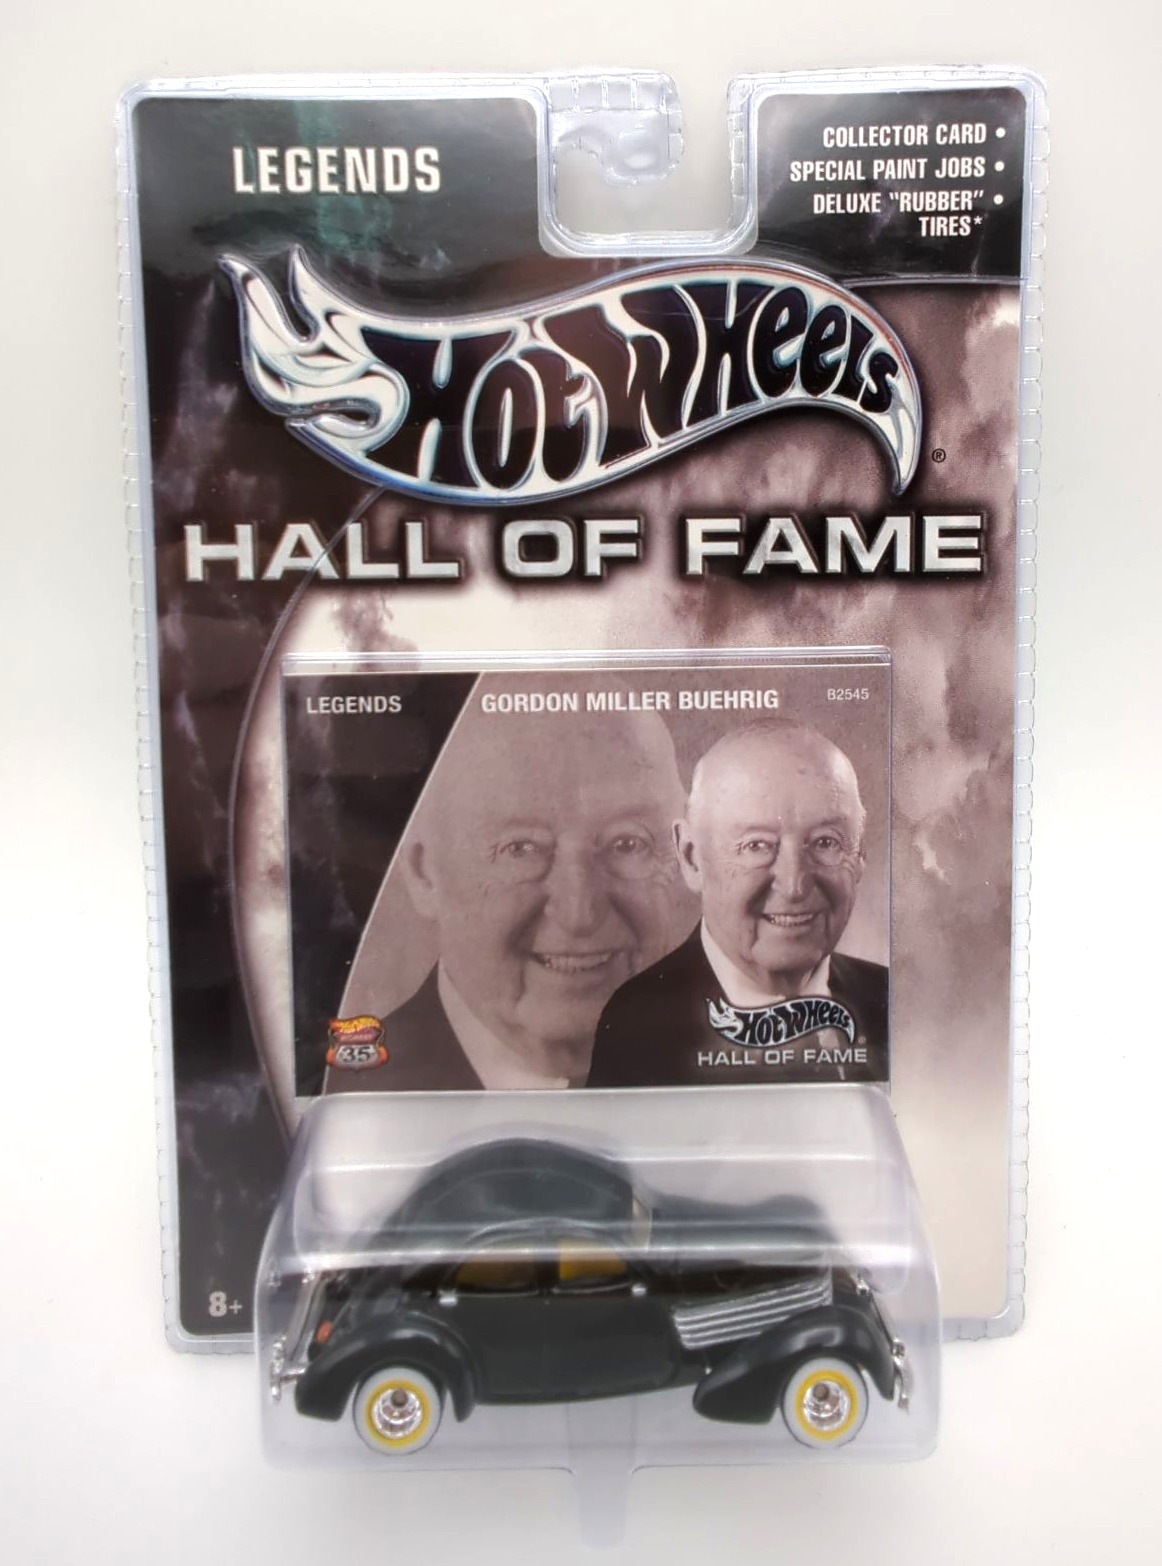 LEGENDS
COLLECTOR CARD •
SPECIAL PAINT JOBS •
DELUXE "RUBBER" •
TIRES*
HOT WHEELS
®
HALL OF FAME
LEGENDS
GORDON MILLER BUEHRIG
B2545
35
HOT WHEELS
®
HALL OF FAME
8+